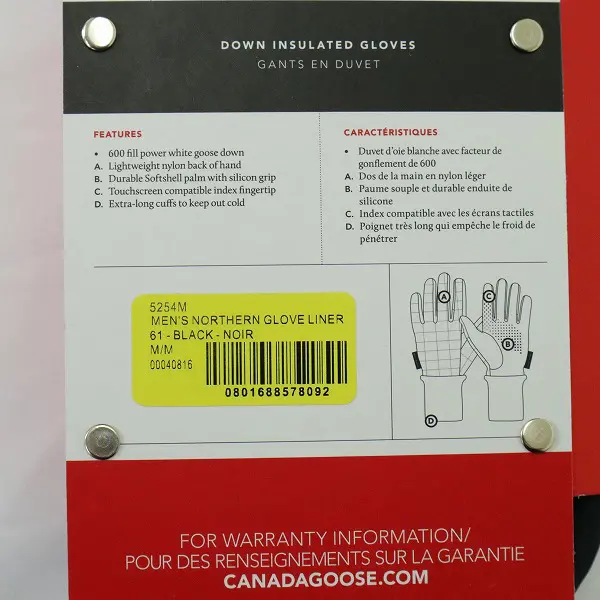 DOWN INSULATED GLOVES
GANTS EN DUVET
FEATURES
• 600 fill power white goose down
A. Lightweight nylon back of hand
B. Durable Softshell palm with silicon grip
C. Touchscreen compatible index fingertip
D. Extra-long cuffs to keep out cold
CARACTÉRISTIQUES
• Duvet d'oie blanche avec facteur de
gonflement de 600
A. Dos de la main en nylon léger
B. Paume souple et durable enduite de
silicone
C. Index compatible avec les écrans tactiles
D. Poignet très long qui empêche le froid de
pénétrer
5254M
MEN'S NORTHERN GLOVE LINER
61 - BLACK - NOIR
M/M
00040816
0801688578092
A
C
B
D
FOR WARRANTY INFORMATION/
POUR DES RENSEIGNEMENTS SUR LA GARANTIE
CANADAGOOSE.COM